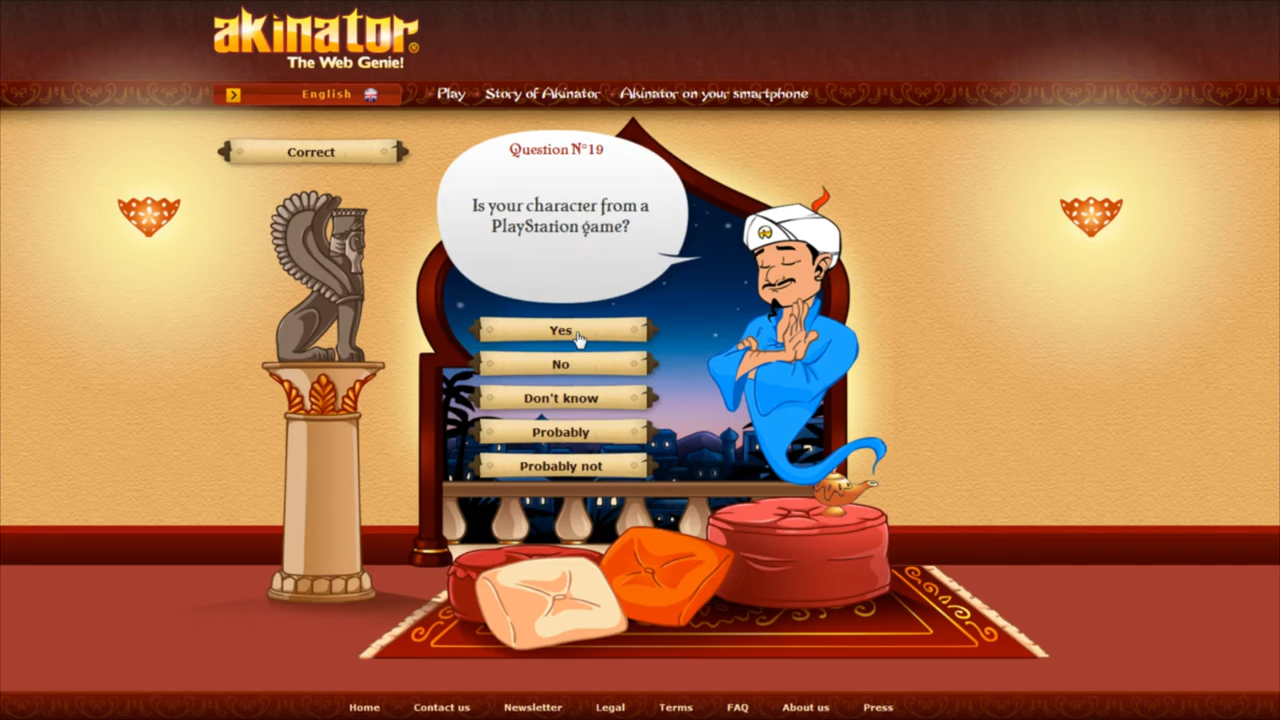 akinator®
The Web Genie!
English
- Play - Story of Akinator - Akinator on your smartphone
Correct
Question N°19
Is your character from a
PlayStation game?
Yes
No
Don't know
Probably
Probably not
Home Contact us Newsletter Legal Terms FAQ About us Press